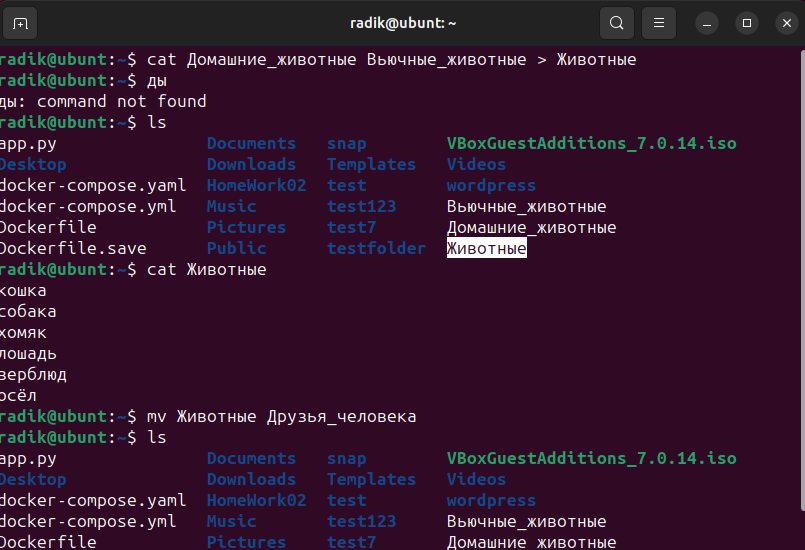 radik@ubunt: ~
radik@ubunt:~$ cat Домашние_животные Вьючные_животные > Животные
radik@ubunt:~$ ды
ды: command not found
radik@ubunt:~$ ls
app.py Documents snap VBoxGuestAdditions_7.0.14.iso
Desktop Downloads Templates Videos
docker-compose.yaml HomeWork02 test wordpress
docker-compose.yml Music test123 Вьючные_животные
Dockerfile Pictures test7 Домашние_животные
Dockerfile.save Public testfolder Животные
radik@ubunt:~$ cat Животные
кошка
собака
хомяк
лошадь
верблюд
осёл
radik@ubunt:~$ mv Животные Друзья_человека
radik@ubunt:~$ ls
app.py Documents snap VBoxGuestAdditions_7.0.14.iso
Desktop Downloads Templates Videos
docker-compose.yaml HomeWork02 test wordpress
docker-compose.yml Music test123 Вьючные_животные
Dockerfile Pictures test7 Домашние_животные